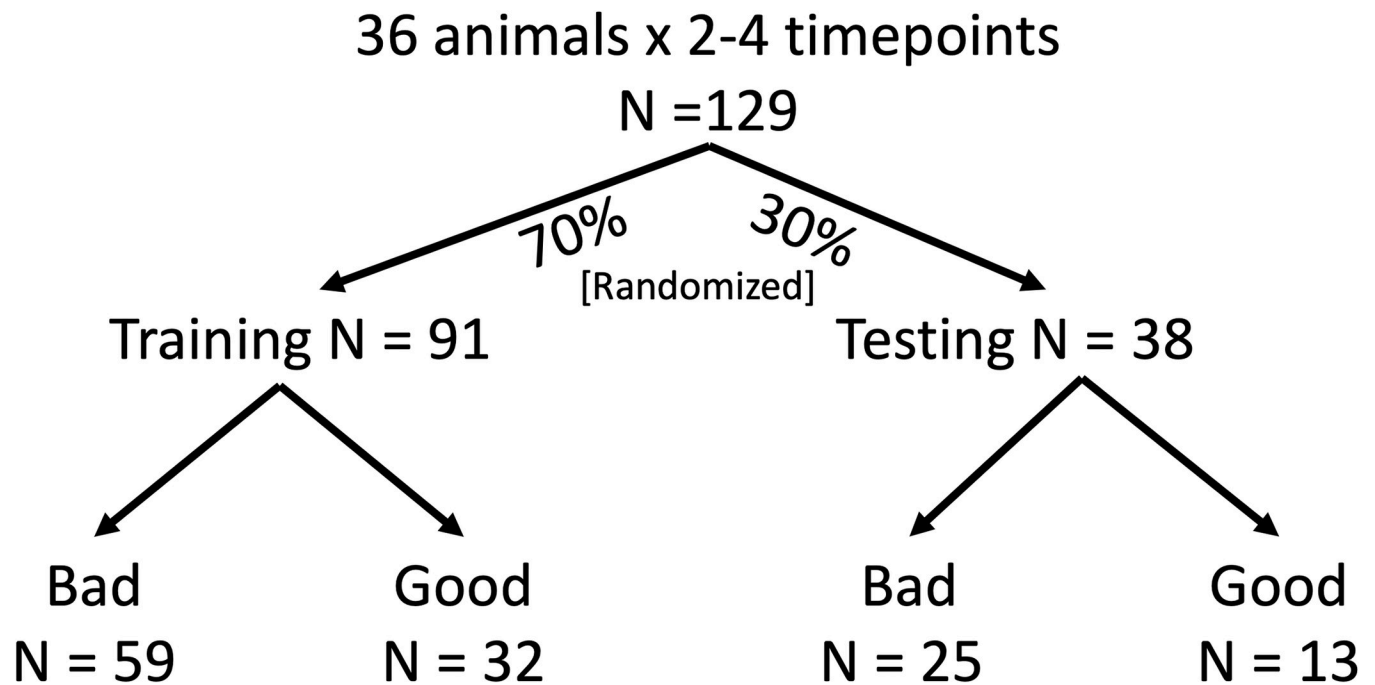 36 animals x 2-4 timepoints
N =129
70%
30%
[Randomized]
Training N = 91
Testing N = 38
Bad
N = 59
Good
N = 32
Bad
N = 25
Good
N = 13